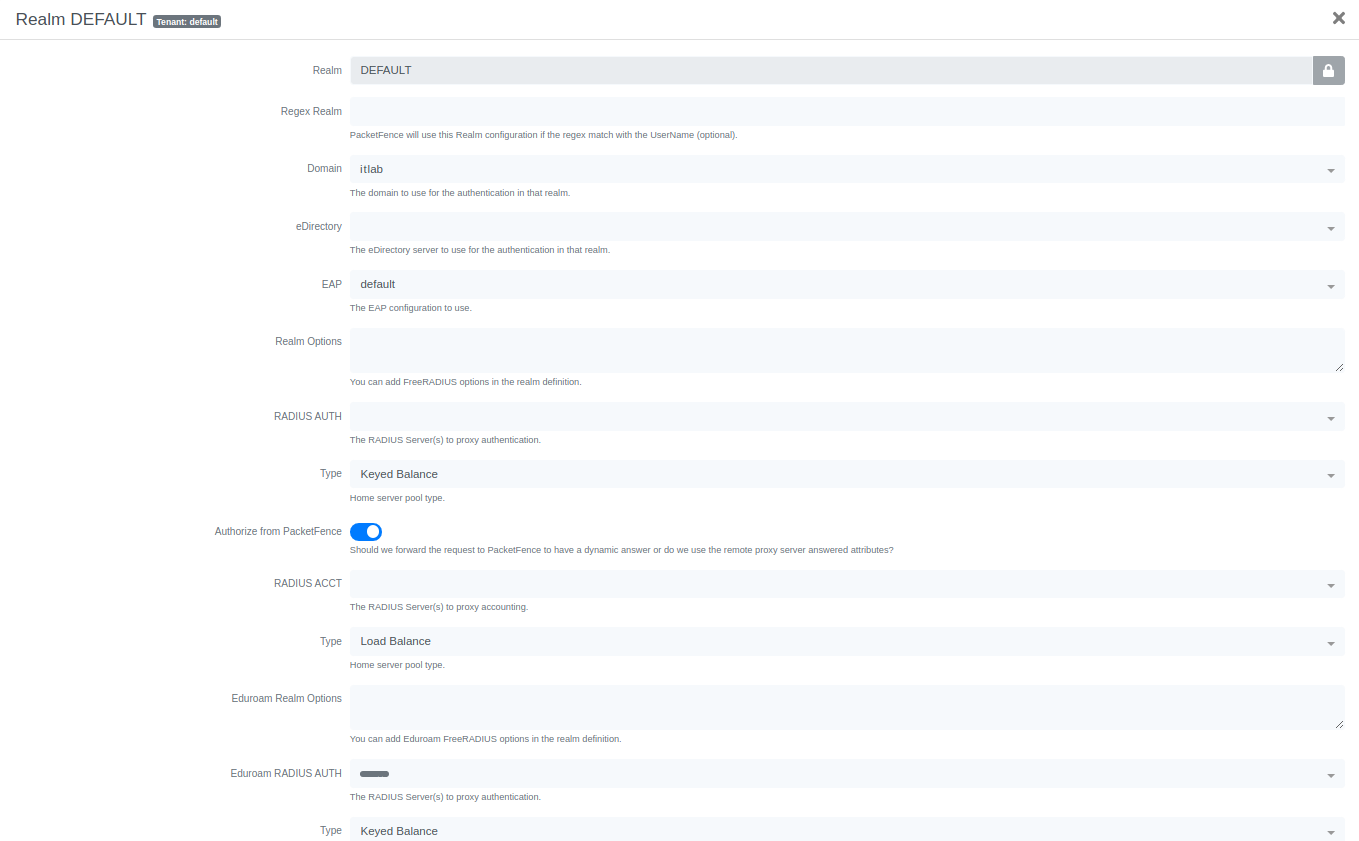 Realm DEFAULT Tenant: default
Realm DEFAULT
Regex Realm
PacketFence will use this Realm configuration if the regex match with the UserName (optional).
Domain itlab
The domain to use for the authentication in that realm.
eDirectory
The eDirectory server to use for the authentication in that realm.
EAP default
The EAP configuration to use.
Realm Options
You can add FreeRADIUS options in the realm definition.
RADIUS AUTH
The RADIUS Server(s) to proxy authentication.
Type Keyed Balance
Home server pool type.
Authorize from PacketFence
Should we forward the request to PacketFence to have a dynamic answer or do we use the remote proxy server answered attributes?
RADIUS ACCT
The RADIUS Server(s) to proxy accounting.
Type Load Balance
Home server pool type.
Eduroam Realm Options
You can add Eduroam FreeRADIUS options in the realm definition.
Eduroam RADIUS AUTH
The RADIUS Server(s) to proxy authentication.
Type Keyed Balance